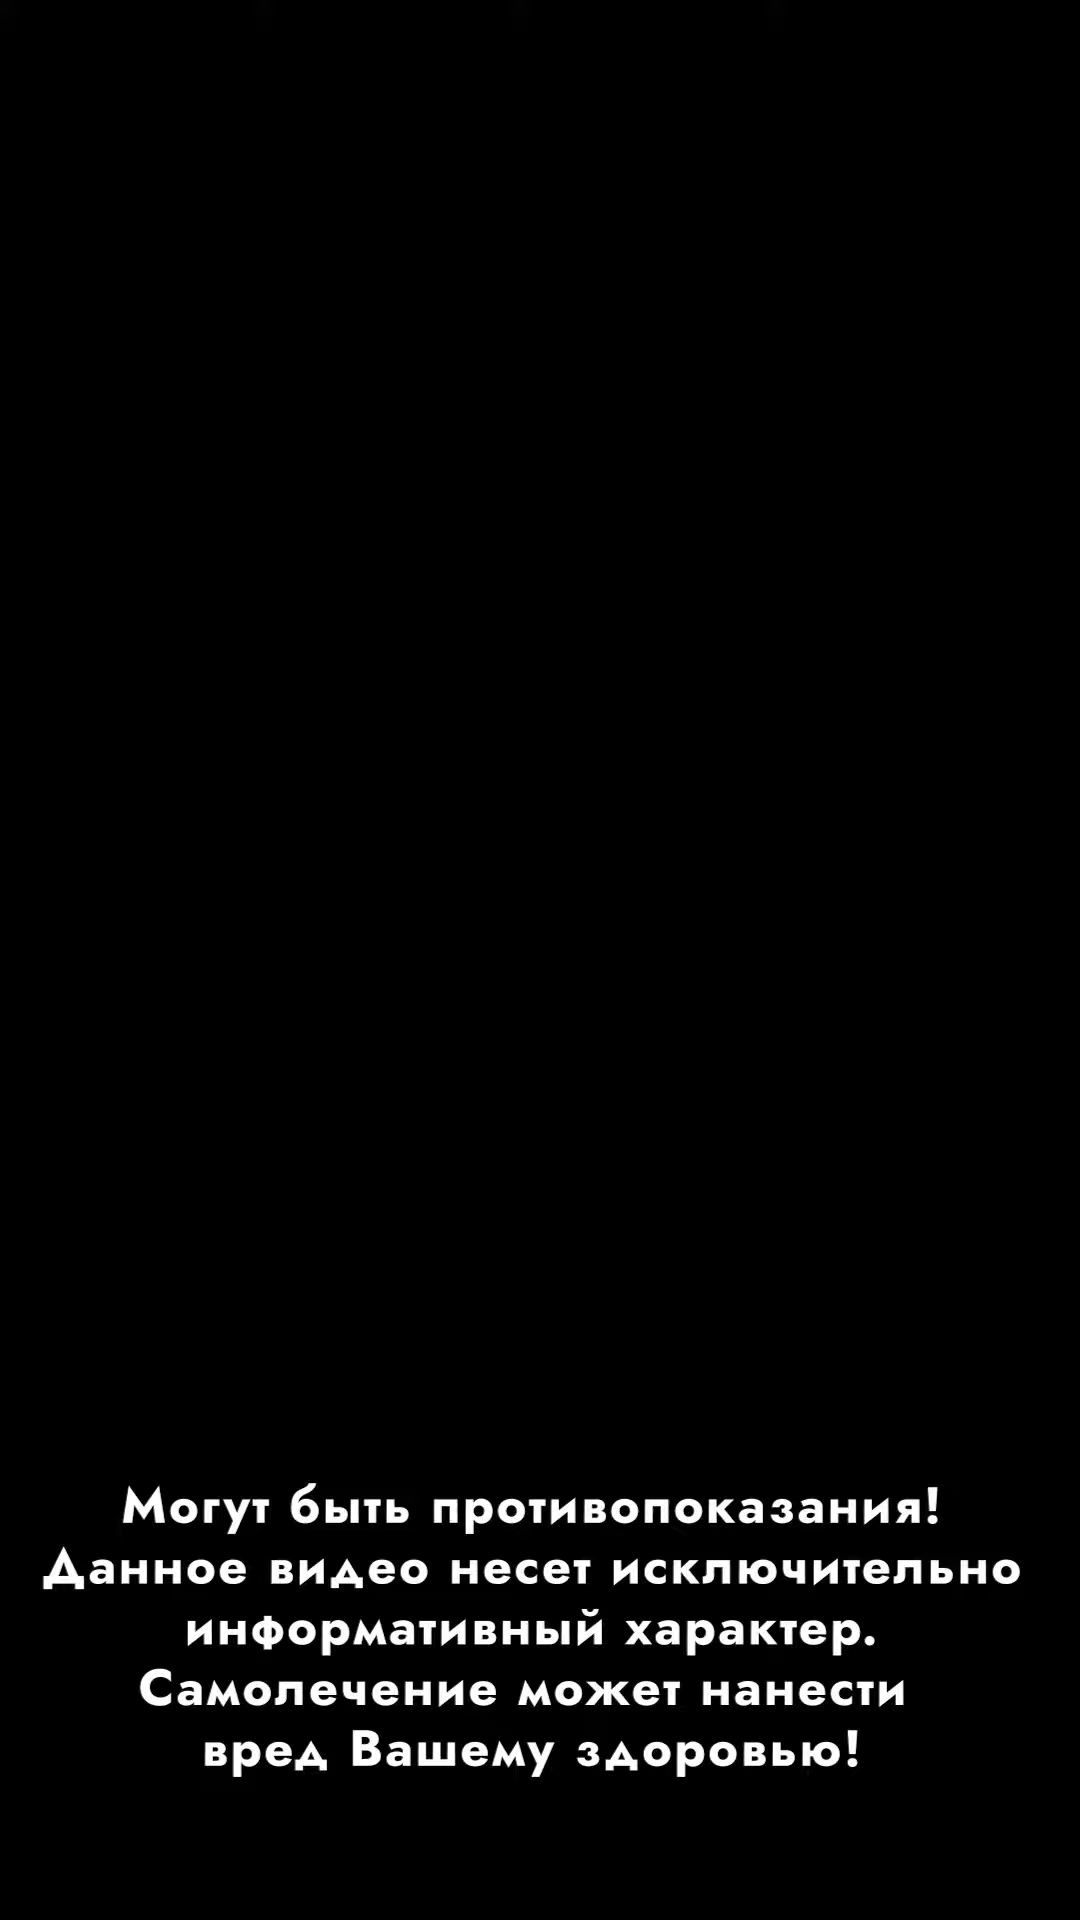 Могут быть противопоказания!
Данное видео несет исключительно
информативный характер.
Самолечение может нанести
вред Вашему здоровью!